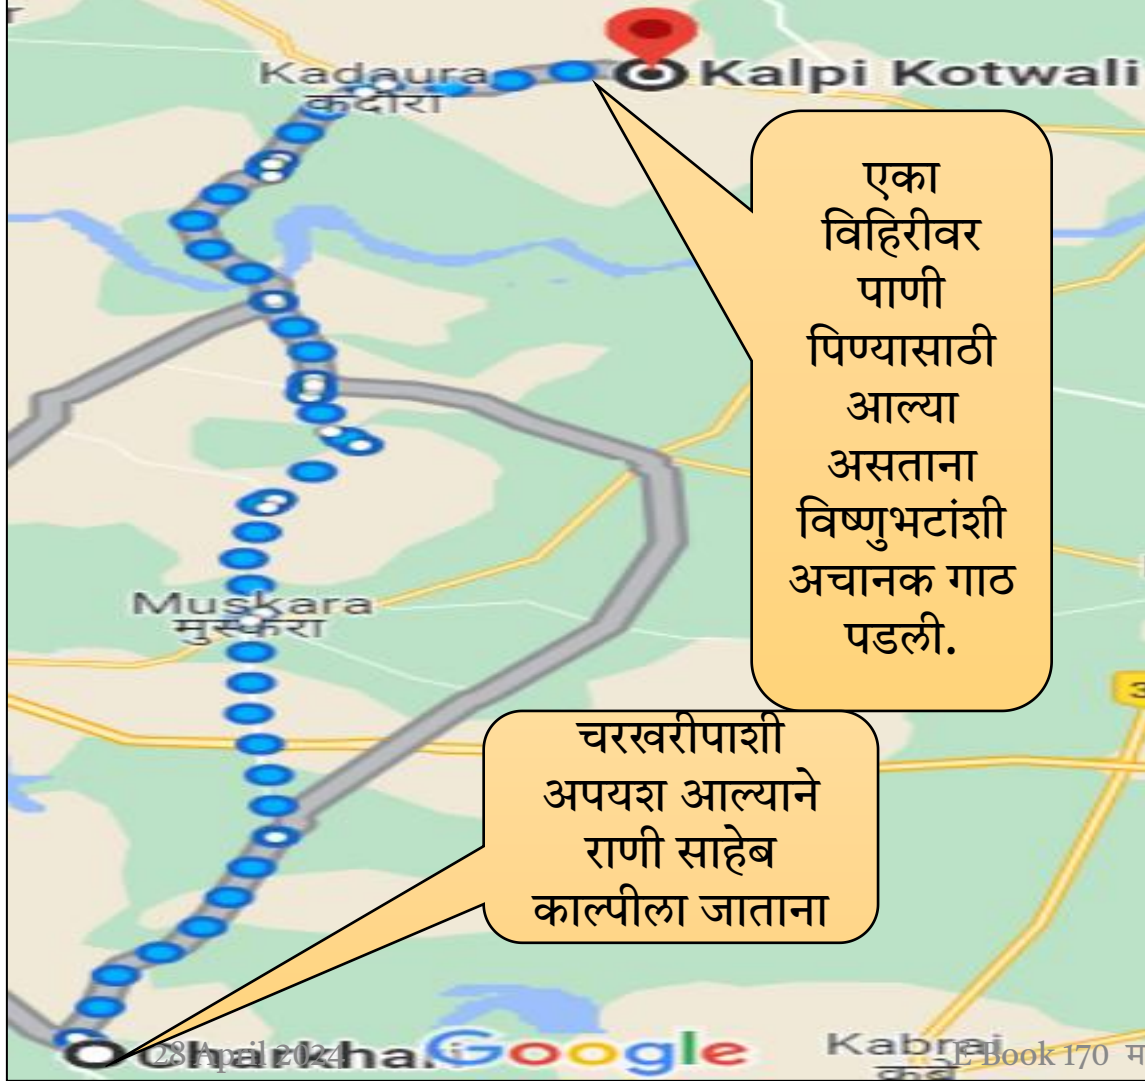 Kadaura
कदौरा
Kalpi Kotwali
एका
विहिरीवर
पाणी
पिण्यासाठी
आल्या
असताना
विष्णुभटांशी
अचानक गाठ
पडली.
Muskara
मुस्करा
चरखरीपाशी
अपयश आल्याने
राणी साहेब
काल्पीला जाताना
Charkhari
28 April 2024
Google
Kabrai
E Book 170